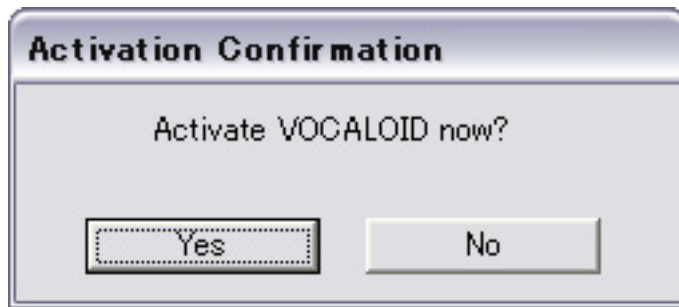 Activation Confirmation
Activate VOCALOID now?
Yes
No